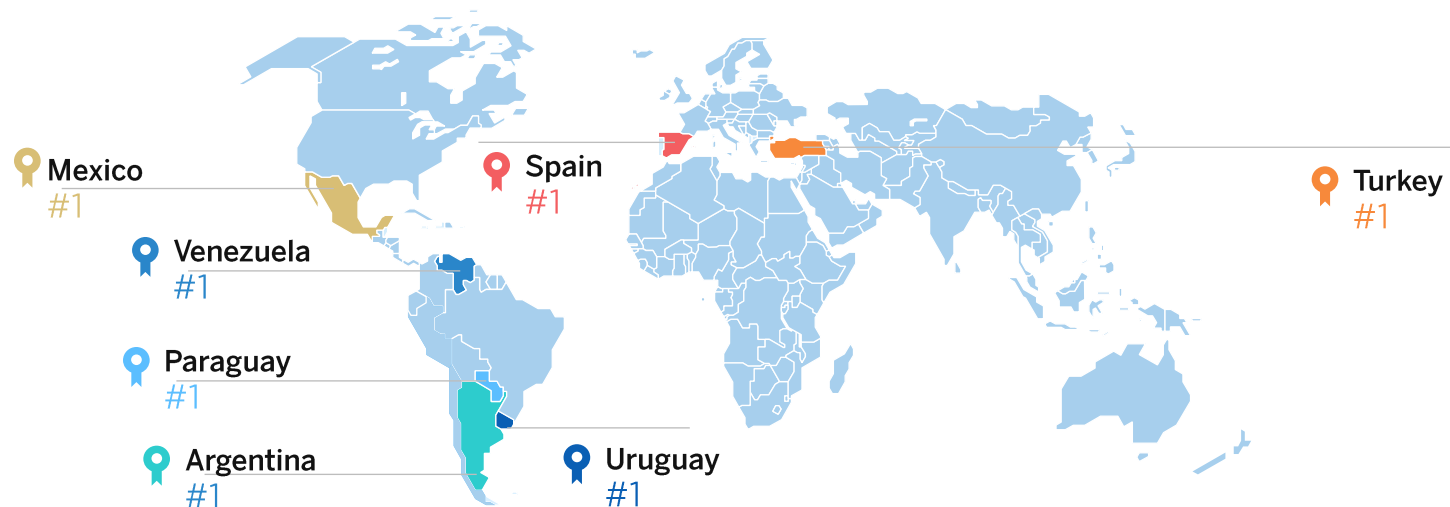 Mexico
#1
Spain
#1
Turkey
#1
Venezuela
#1
Paraguay
#1
Argentina
#1
Uruguay
#1